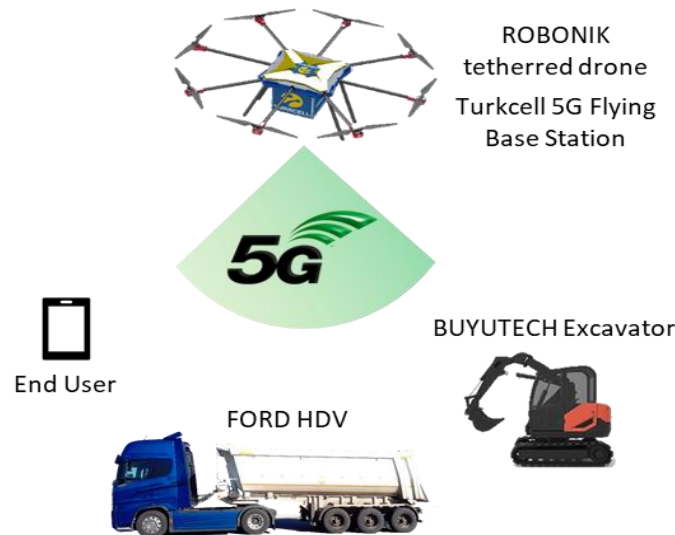 ROBONIK
tetherred drone
Turkcell 5G Flying
Base Station
5G
BUYUTECH Excavator
End User
FORD HDV